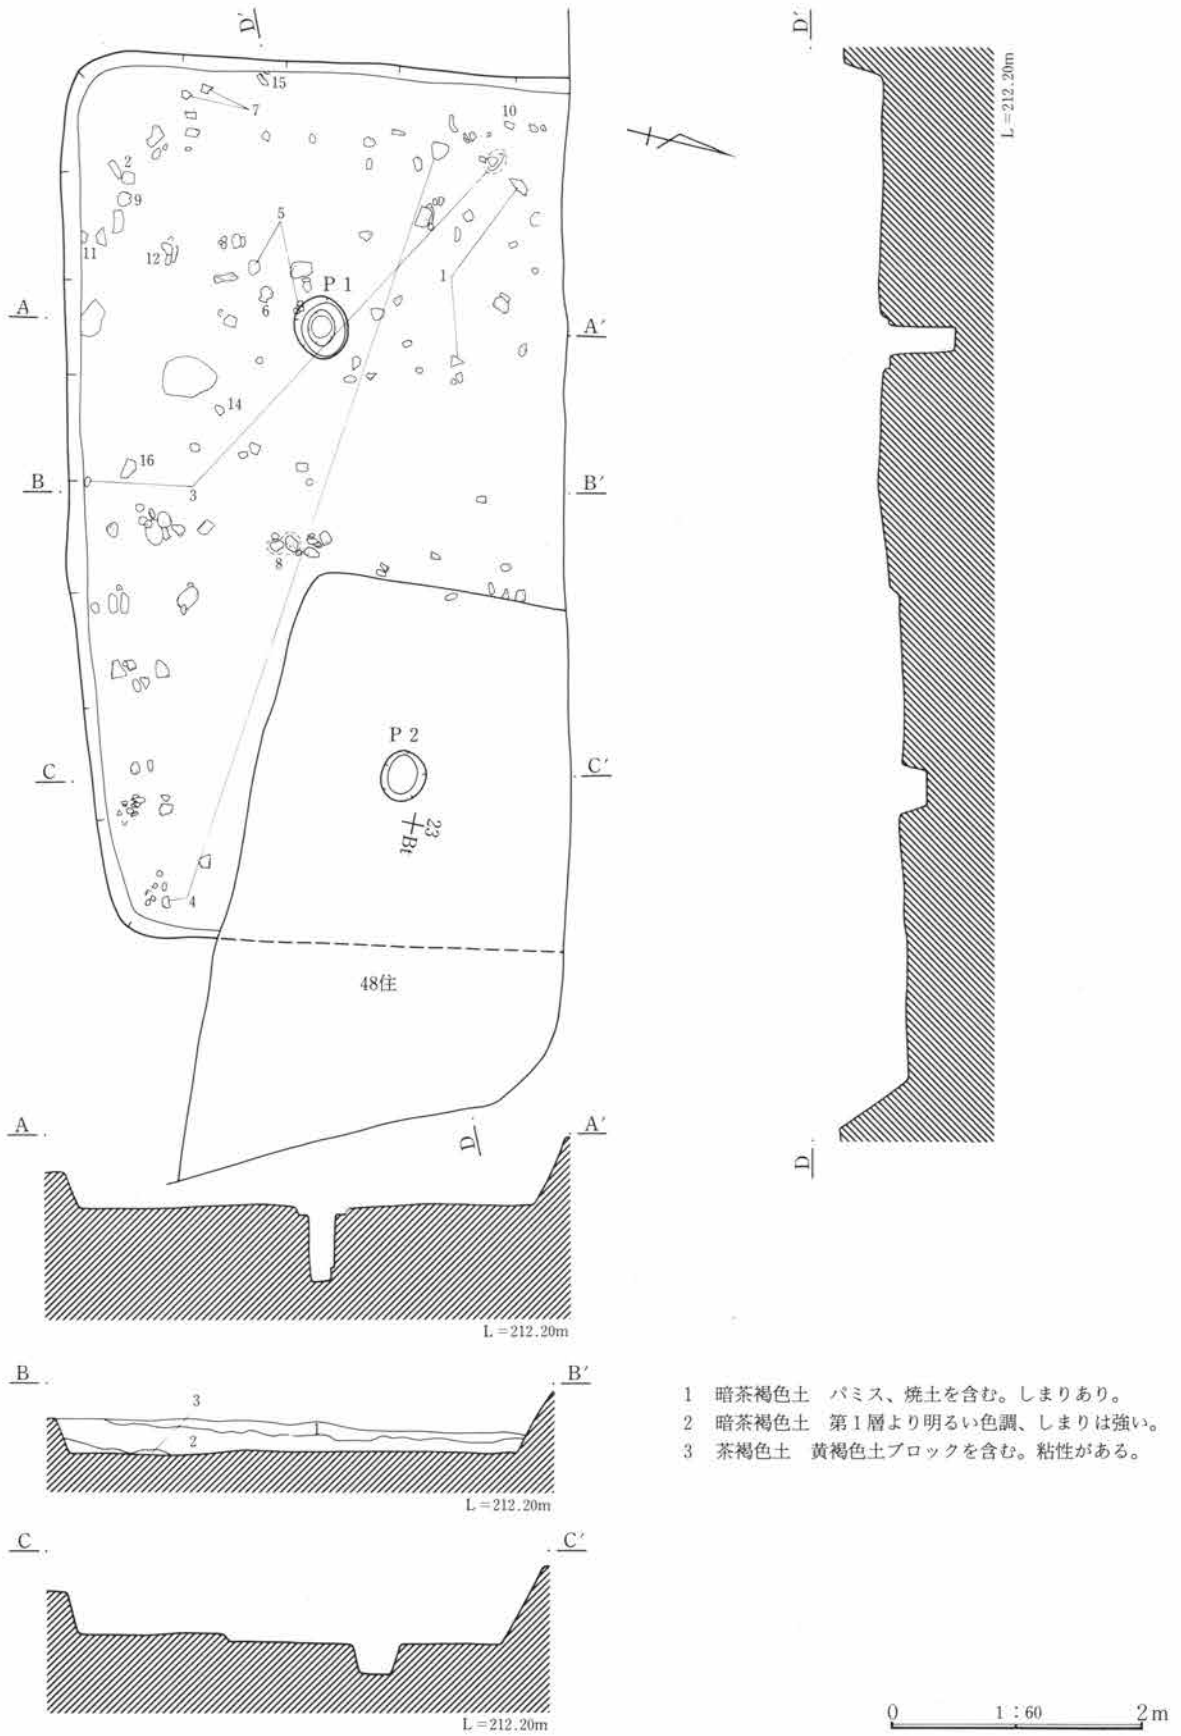 D′
D′
L=212.20m
15
7
10
2
9
5
11
12
1
P 1
6
A
A′
14
16
B
B′
3
8
P 2
C
C′
23
Bt
4
48住
A
A′
D
D
L=212.20m
B
B′
3
2
L=212.20m
1 暗茶褐色土 パミス、焼土を含む。しまりあり。
2 暗茶褐色土 第1層より明るい色調、しまりは強い。
3 茶褐色土 黄褐色土ブロックを含む。粘性がある。
C
C′
L=212.20m
0 1:60 2m